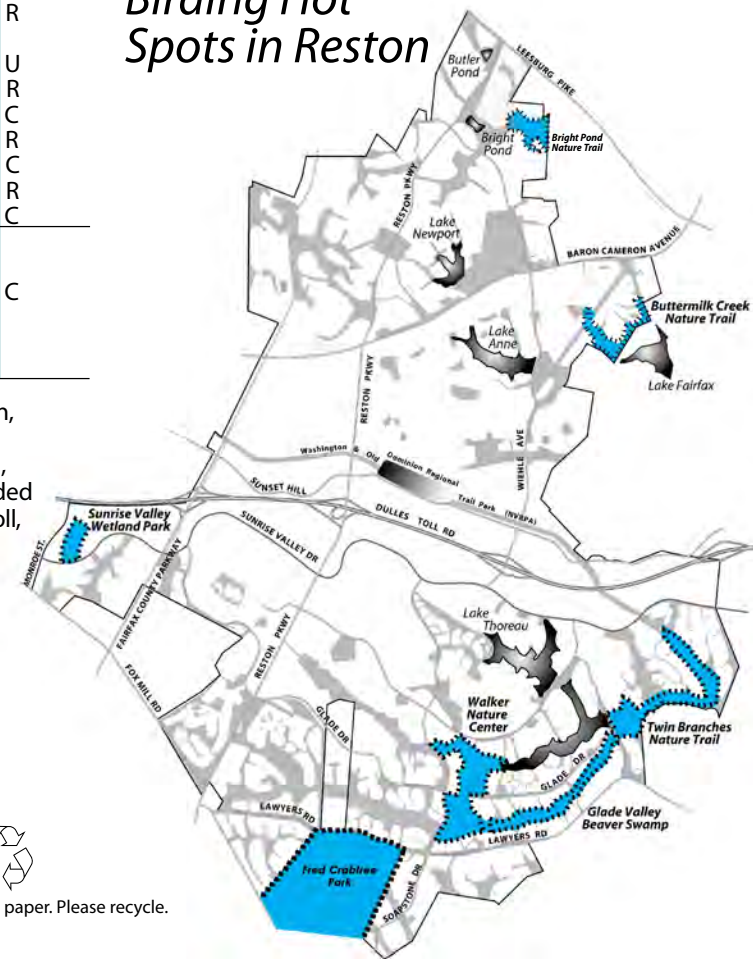 R
U
R
C
R
C
R
C
C
Birding Hot
Spots in Reston
Butler
Pond
LEESBURG PIKE
Bright
Pond
Bright Pond
Nature Trail
RESTON PKWY
Lake
Newport
BARON CAMERON AVENUE
Buttermilk Creek
Nature Trail
Lake
Anne
Lake Fairfax
RESTON PKWY
WIEHLE AVE
Washington & Old Dominion Regional
Trail Park (NVRPA)
SUNSET HILL
DULLES TOLL RD
Sunrise Valley
Wetland Park
SUNRISE VALLEY DR
MONROE ST.
FAIRFAX COUNTY PARKWAY
FOX MILL RD
RESTON PKWY
Lake
Thoreau
Walker
Nature
Center
Twin Branches
Nature Trail
GLADE DR
GLADE DR
Glade Valley
Beaver Swamp
LAWYERS RD
LAWYERS RD
Fred Crabtree
Park
SOAPSTONE DR
paper. Please recycle.